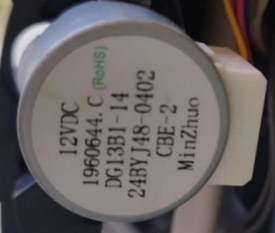 12VDC
1960644.C (RoHS)
DG13B1-14
24BYJ48-0402
CBE-2
MinZhuo